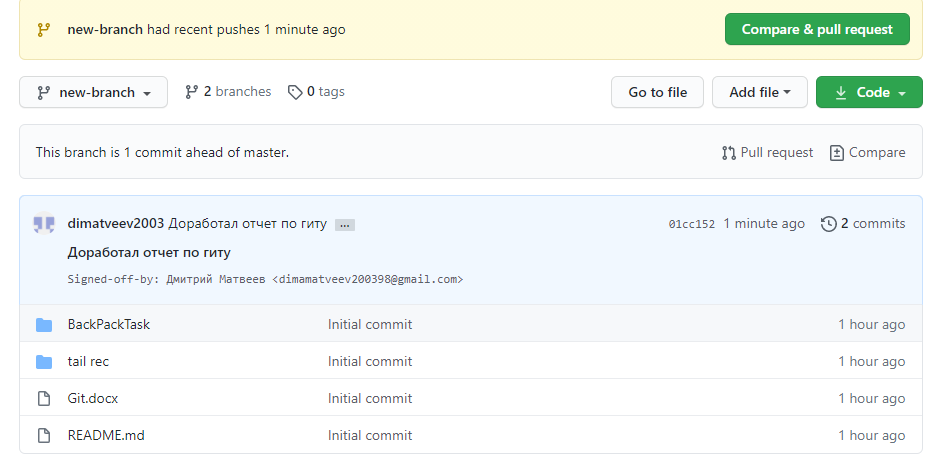 new-branch had recent pushes 1 minute ago Compare & pull request
new-branch 2 branches 0 tags Go to file Add file Code
This branch is 1 commit ahead of master. Pull request Compare
dimatveev2003 Доработал отчет по гиту ... 01cc152 1 minute ago 2 commits
Доработал отчет по гиту
Signed-off-by: Дмитрий Матвеев <dimamatveev200398@gmail.com>
BackPackTask Initial commit 1 hour ago
tail rec Initial commit 1 hour ago
Git.docx Initial commit 1 hour ago
README.md Initial commit 1 hour ago